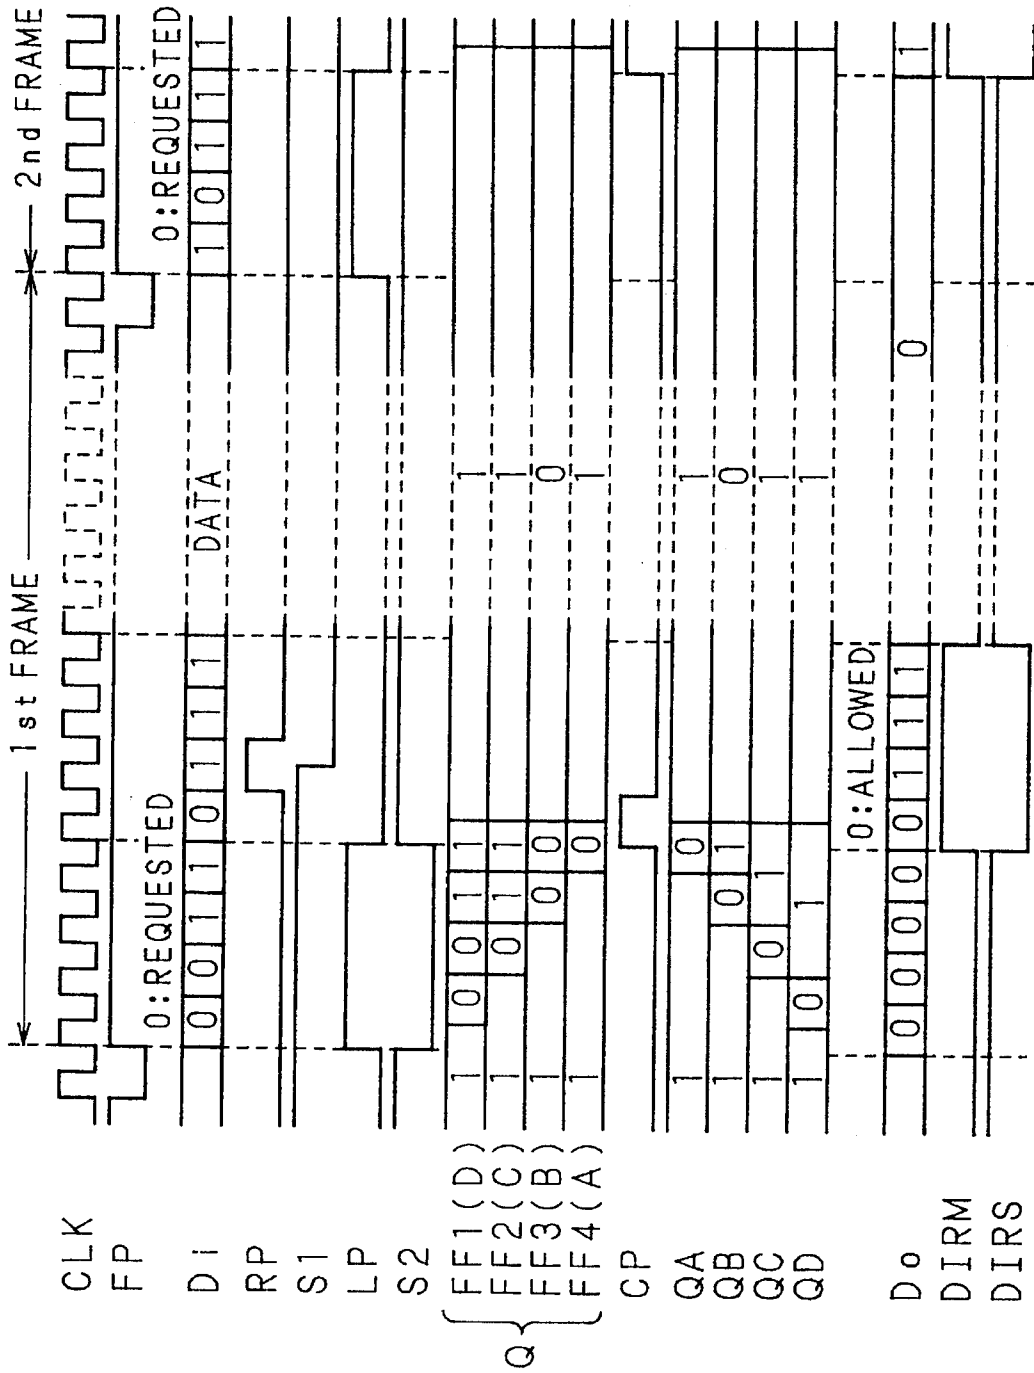 1st FRAME 2nd FRAME
CLK
FP
0:REQUESTED 0:REQUESTED
Di 0 0 1 1 0 1 1 1 DATA 1 0 1 1 1
RP
S1
LP
S2
Q
FF1(D) 1 0 0 1 1 1
FF2(C) 1 0 1 1 1
FF3(B) 1 0 0 0
FF4(A) 1 0 1
CP
QA 1 0 1
QB 1 0 1 0
QC 1 0 1 1
QD 1 0 1 1
0:ALLOWED
Do 0 0 0 0 0 1 1 1 0 1
DIRM
DIRS